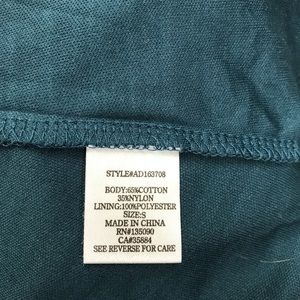 STYLE#AD163708
BODY:65%COTTON
35%NYLON
LINING:100%POLYESTER
SIZE:S
MADE IN CHINA
RN#135090
CA#35884
SEE REVERSE FOR CARE